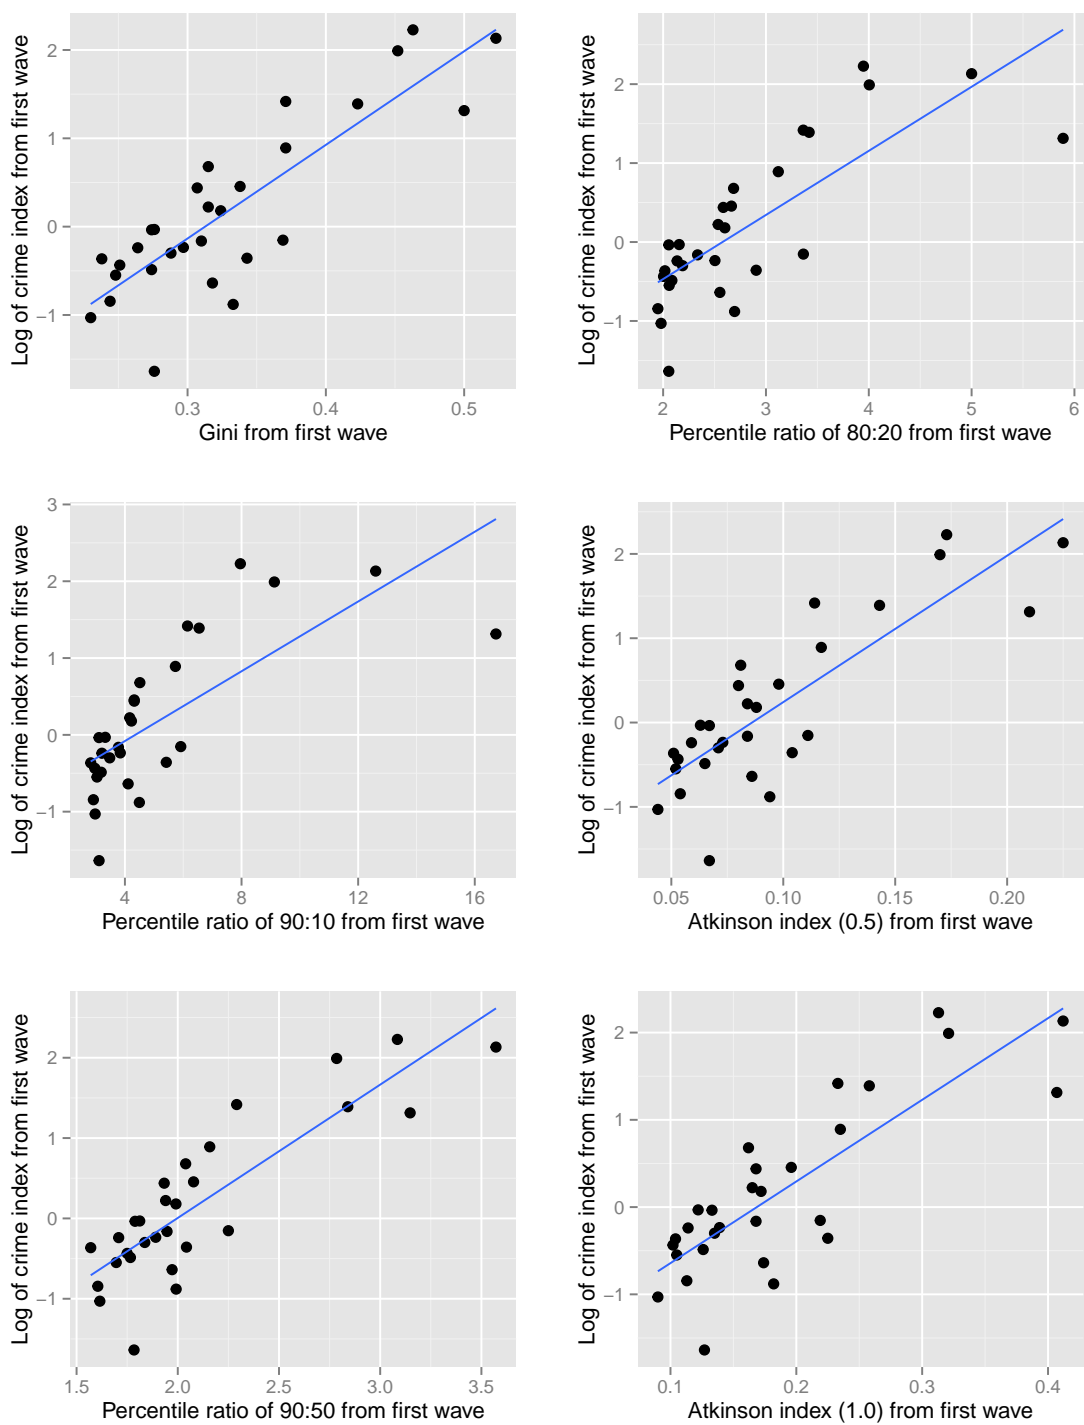 2
1
0
−1
Log of crime index from first wave
0.3 0.4 0.5
Gini from first wave
2
1
0
−1
Log of crime index from first wave
2 3 4 5 6
Percentile ratio of 80:20 from first wave
3
2
1
0
−1
Log of crime index from first wave
4 8 12 16
Percentile ratio of 90:10 from first wave
2
1
0
−1
Log of crime index from first wave
0.05 0.10 0.15 0.20
Atkinson index (0.5) from first wave
2
1
0
−1
Log of crime index from first wave
1.5 2.0 2.5 3.0 3.5
Percentile ratio of 90:50 from first wave
2
1
0
−1
Log of crime index from first wave
0.1 0.2 0.3 0.4
Atkinson index (1.0) from first wave